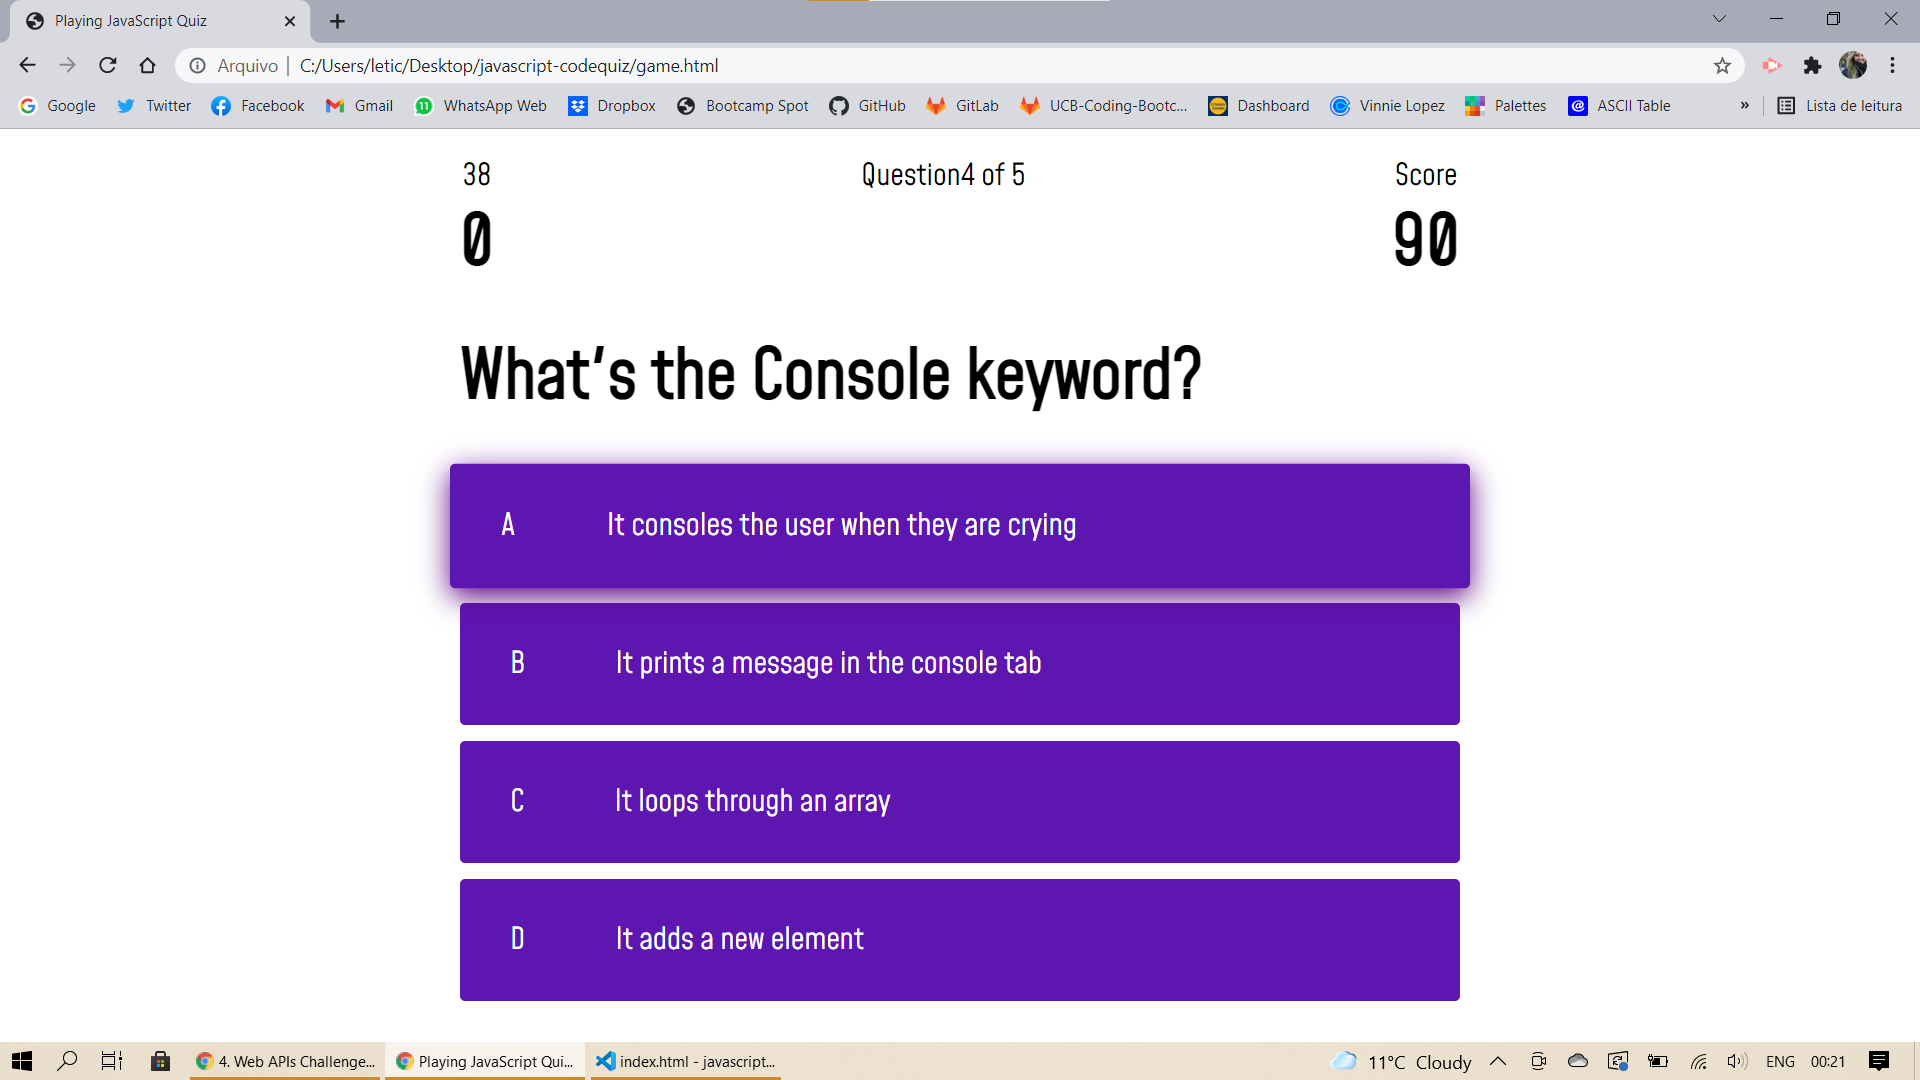 Playing JavaScript Quiz
Arquivo | C:/Users/letic/Desktop/javascript-codequiz/game.html
Google Twitter Facebook Gmail 11 WhatsApp Web Dropbox Bootcamp Spot GitHub GitLab UCB-Coding-Bootc... Dashboard Vinnie Lopez Palettes ASCII Table » Lista de leitura
38 Question4 of 5 Score
0 90
What's the Console keyword?
A It consoles the user when they are crying
B It prints a message in the console tab
C It loops through an array
D It adds a new element
4. Web APIs Challenge... Playing JavaScript Qui... index.html - javascript... 11°C Cloudy ENG 00:21